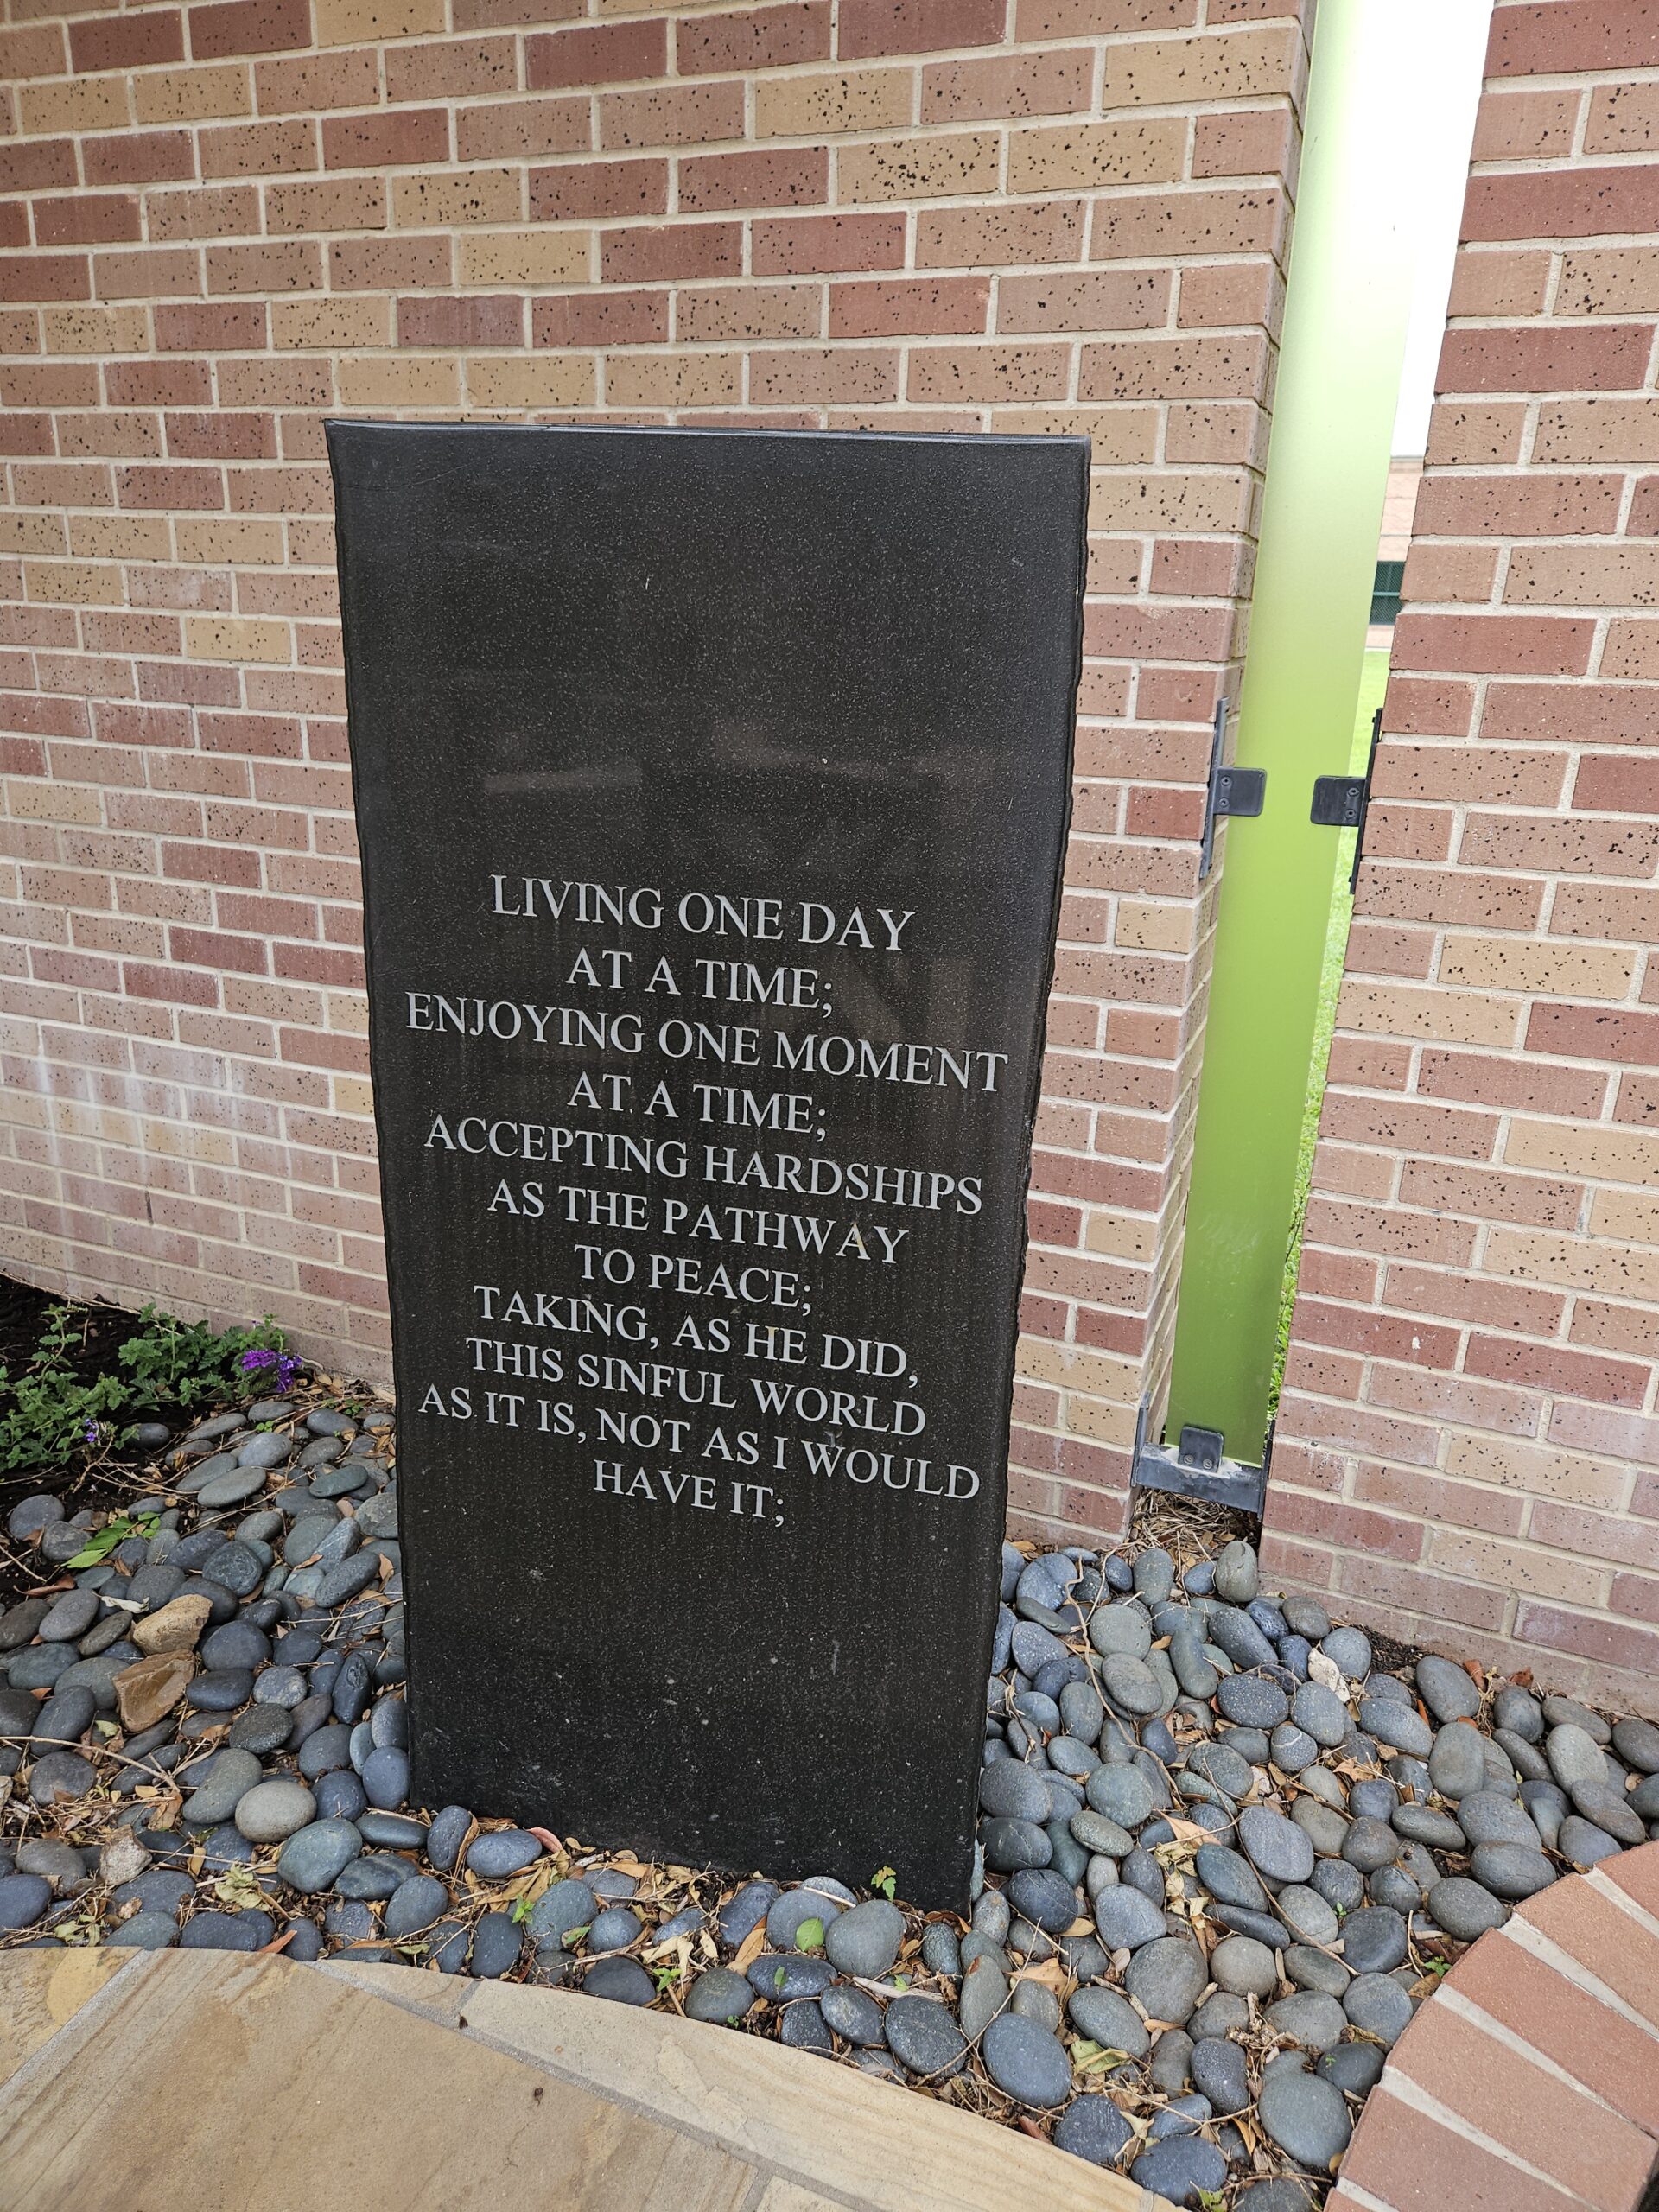 LIVING ONE DAY
AT A TIME;
ENJOYING ONE MOMENT
AT A TIME;
ACCEPTING HARDSHIPS
AS THE PATHWAY
TO PEACE;
TAKING, AS HE DID,
THIS SINFUL WORLD
AS IT IS, NOT AS I WOULD
HAVE IT;